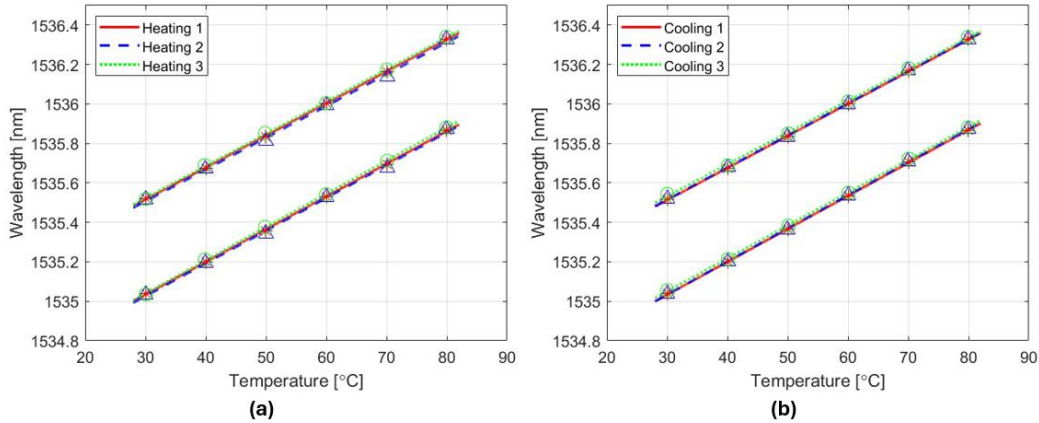 Heating 1
Heating 2
Heating 3
1536.4
1536.2
1536
1535.8
1535.6
1535.4
1535.2
1535
1534.8
Wavelength [nm]
20 30 40 50 60 70 80 90
Temperature [°C]
(a)
Cooling 1
Cooling 2
Cooling 3
1536.4
1536.2
1536
1535.8
1535.6
1535.4
1535.2
1535
1534.8
Wavelength [nm]
20 30 40 50 60 70 80 90
Temperature [°C]
(b)